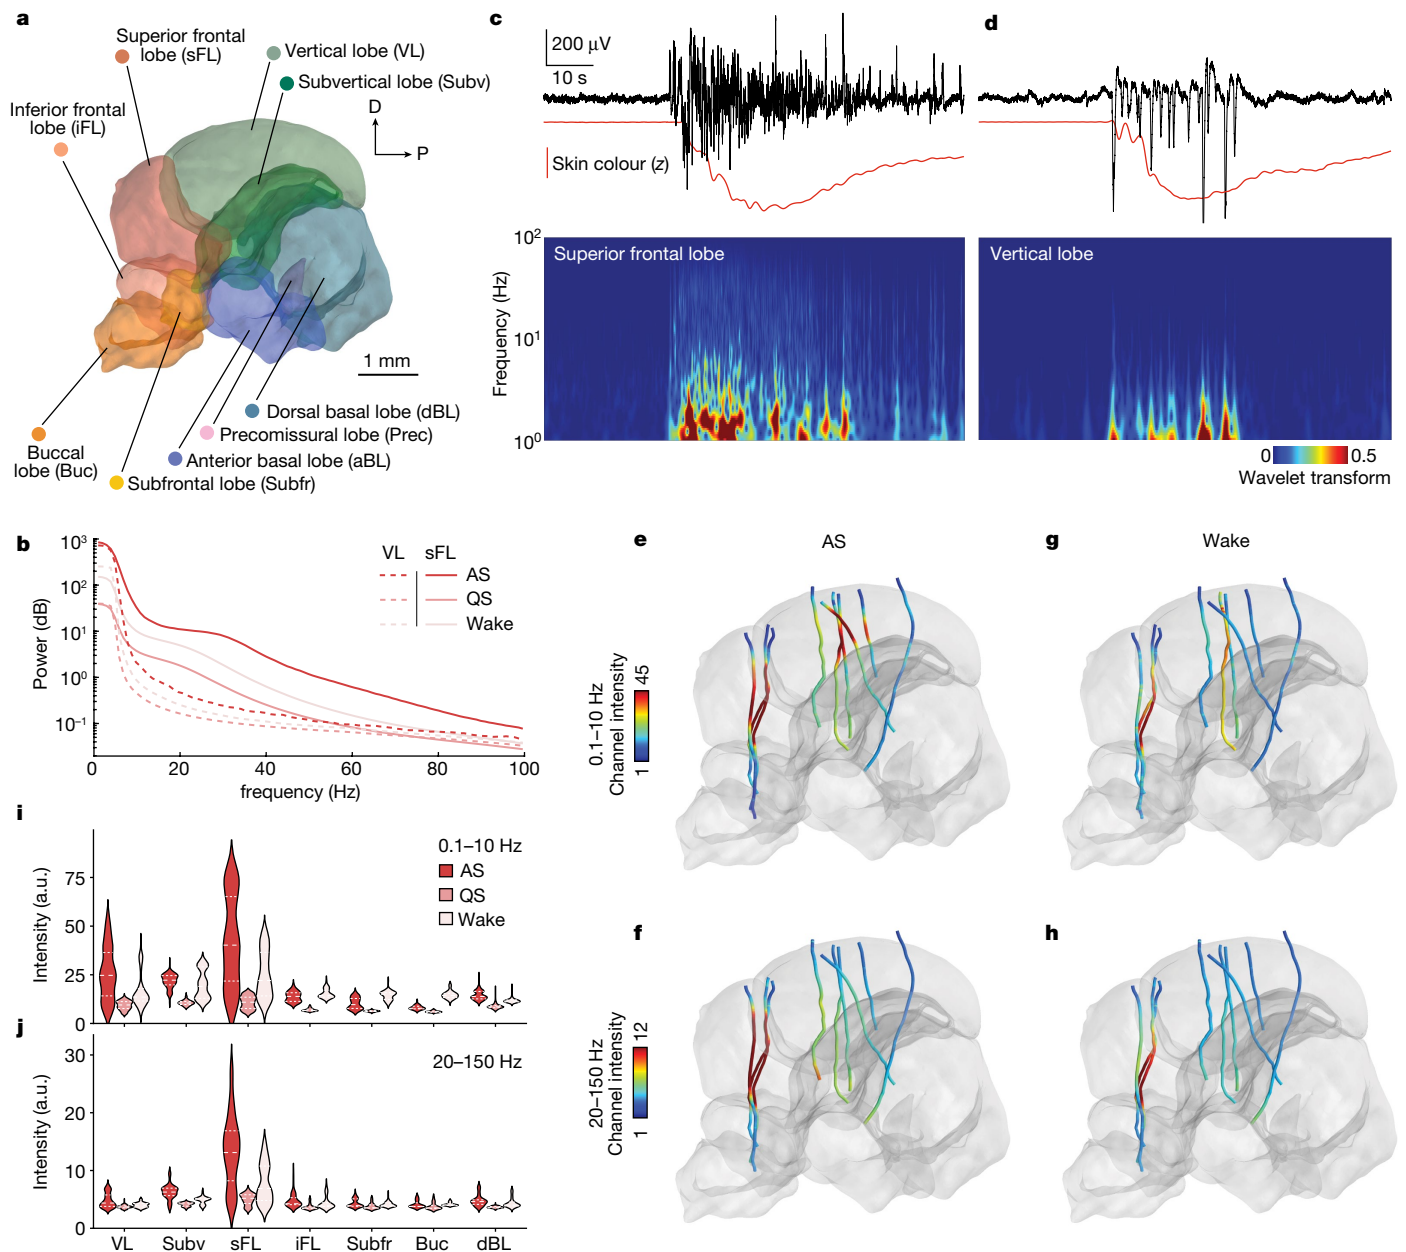 a
Superior frontal
lobe (sFL)
Vertical lobe (VL)
Subvertical lobe (Subv)
Inferior frontal
lobe (iFL)
D
P
1 mm
Dorsal basal lobe (dBL)
Precomissural lobe (Prec)
Anterior basal lobe (aBL)
Subfrontal lobe (Subfr)
Buccal
lobe (Buc)
c
200 µV
10 s
Skin colour (z)
d
10²
10¹
10⁰
Frequency (Hz)
Superior frontal lobe
Vertical lobe
0
0.5
Wavelet transform
b
VL
sFL
AS
QS
Wake
10³
10²
10¹
10⁰
10⁻¹
Power (dB)
0
20
40
60
80
100
frequency (Hz)
e
AS
g
Wake
0.1–10 Hz
Channel intensity
1
45
f
h
20–150 Hz
Channel intensity
1
12
i
0.1–10 Hz
AS
QS
Wake
75
50
25
0
Intensity (a.u.)
j
20–150 Hz
30
20
10
0
Intensity (a.u.)
VL
Subv
sFL
iFL
Subfr
Buc
dBL